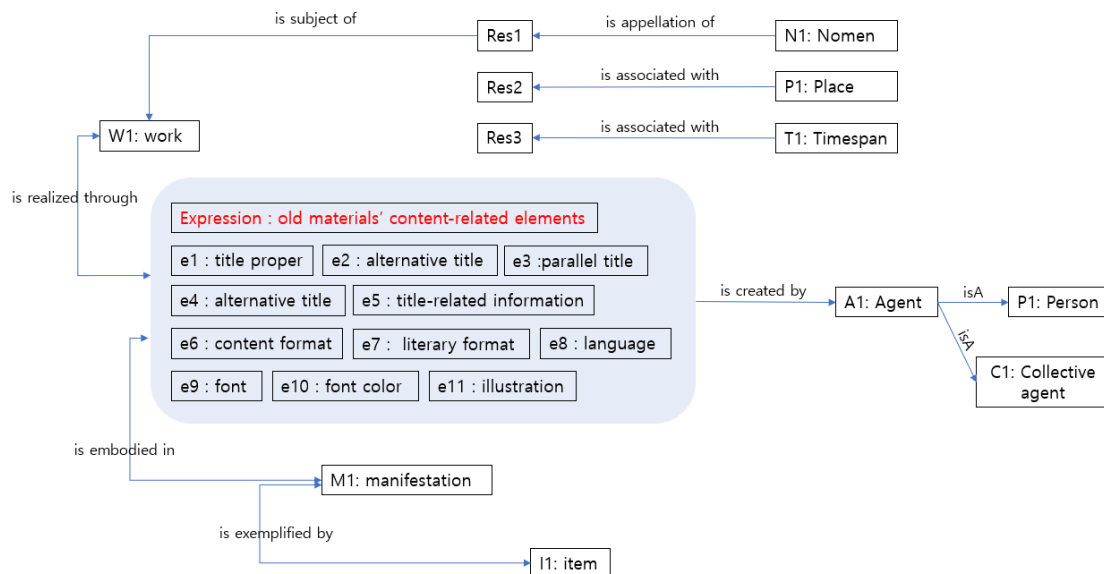 is subject of
Res1
is appellation of
N1: Nomen
Res2
is associated with
P1: Place
W1: work
Res3
is associated with
T1: Timespan
is realized through
Expression : old materials’ content-related elements
e1 : title proper
e2 : alternative title
e3 :parallel title
e4 : alternative title
e5 : title-related information
is created by
A1: Agent
isA
P1: Person
e6 : content format
e7 : literary format
e8 : language
isA
e9 : font
e10 : font color
e11 : illustration
C1: Collective
agent
is embodied in
M1: manifestation
is exemplified by
I1: item